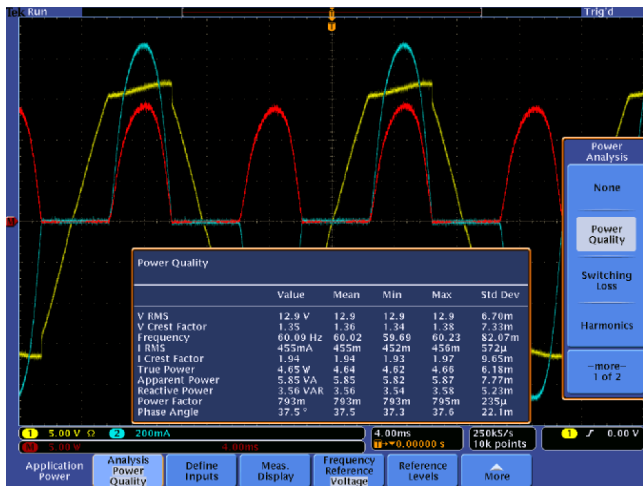 Tek Run Trig'd
Power Analysis
None
Power Quality
Switching Loss
Harmonics
—more—
1 of 2
Power Quality
Value Mean Min Max Std Dev
V RMS 12.9 V 12.9 12.9 12.9 6.70m
V Crest Factor 1.35 1.36 1.34 1.38 7.33m
Frequency 60.09 Hz 60.02 59.69 60.23 82.07m
I RMS 455mA 455m 452m 456m 572µ
I Crest Factor 1.94 1.94 1.93 1.97 9.65m
True Power 4.65 W 4.64 4.62 4.66 6.18m
Apparent Power 5.85 VA 5.85 5.82 5.87 7.77m
Reactive Power 3.56 VAR 3.56 3.54 3.58 5.23m
Power Factor 793m 793m 793m 795m 235µ
Phase Angle 37.5 ° 37.5 37.3 37.6 22.1m
1 5.00 V Ω 2 200mA 4.00ms 250kS/s 1 0.00 V
M 5.00 W 4.00ms 0.00000 s 10k points
Application Power
Analysis Power Quality
Define Inputs
Meas. Display
Frequency Reference Voltage
Reference Levels
More